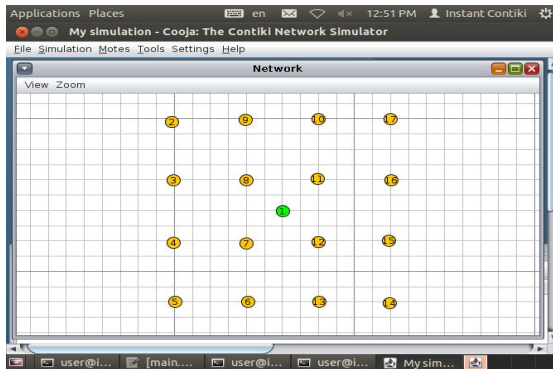 Applications Places en 12:51 PM Instant Contiki
My simulation - Cooja: The Contiki Network Simulator
File Simulation Motes Tools Settings Help
Network
View Zoom
2 9 10 17
3 8 11 16
1
4 7 12 15
5 6 13 14
user@i... [main.... user@i... user@i... My sim...